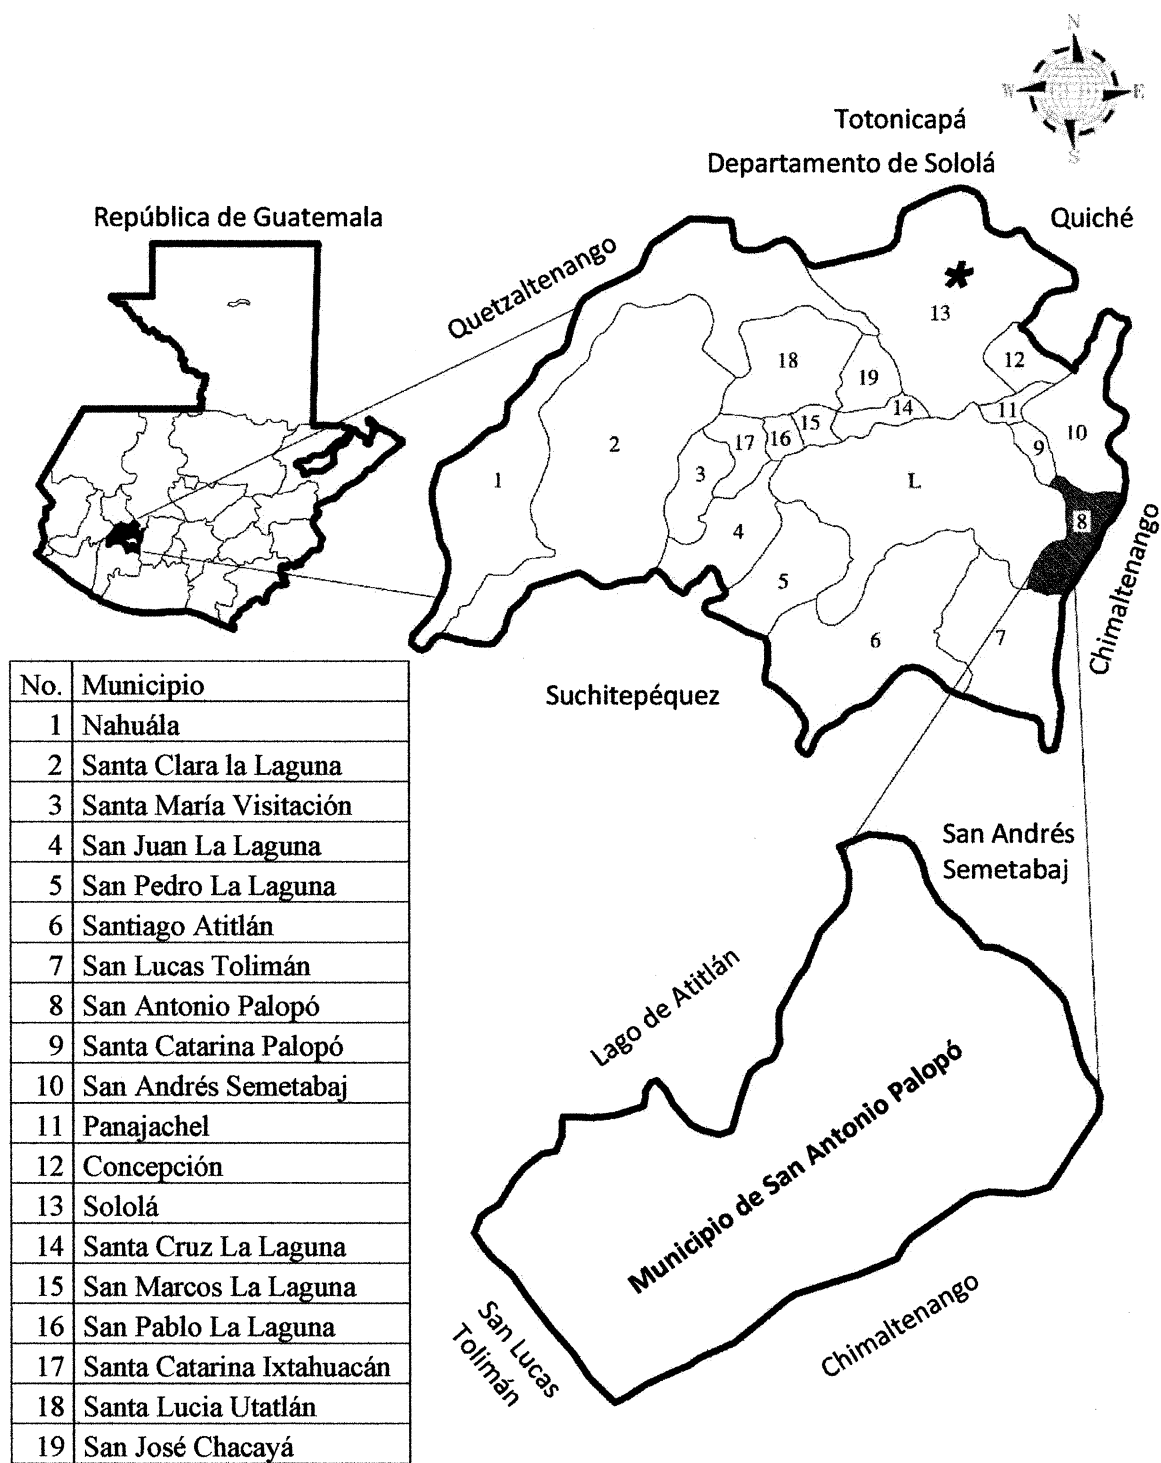 N
W
E
S
Totonicapá
Departamento de Sololá
República de Guatemala
Quiché
Quetzaltenango
*
13
12
18
19
14
11
15
10
2
17
16
9
3
1
L
8
4
5
Chimaltenango
6
7
Suchitepéquez
No. Municipio
1 Nahuála
2 Santa Clara la Laguna
3 Santa María Visitación
4 San Juan La Laguna
5 San Pedro La Laguna
6 Santiago Atitlán
7 San Lucas Tolimán
8 San Antonio Palopó
9 Santa Catarina Palopó
10 San Andrés Semetabaj
11 Panajachel
12 Concepción
13 Sololá
14 Santa Cruz La Laguna
15 San Marcos La Laguna
16 San Pablo La Laguna
17 Santa Catarina Ixtahuacán
18 Santa Lucia Utatlán
19 San José Chacayá
San Andrés
Semetabaj
Lago de Atitlán
Municipio de San Antonio Palopó
San Lucas
Tolimán
Chimaltenango